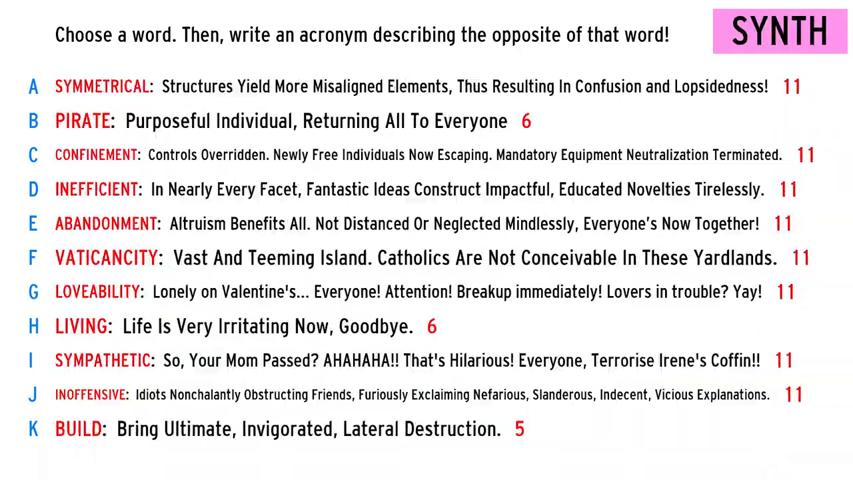 Choose a word. Then, write an acronym describing the opposite of that word!
SYNTH
A SYMMETRICAL: Structures Yield More Misaligned Elements, Thus Resulting In Confusion and Lopsidedness! 11
B PIRATE: Purposeful Individual, Returning All To Everyone 6
C CONFINEMENT: Controls Overridden. Newly Free Individuals Now Escaping. Mandatory Equipment Neutralization Terminated. 11
D INEFFICIENT: In Nearly Every Facet, Fantastic Ideas Construct Impactful, Educated Novelties Tirelessly. 11
E ABANDONMENT: Altruism Benefits All. Not Distanced Or Neglected Mindlessly, Everyone's Now Together! 11
F VATICANCITY: Vast And Teeming Island. Catholics Are Not Conceivable In These Yardlands. 11
G LOVEABILITY: Lonely on Valentine's... Everyone! Attention! Breakup immediately! Lovers in trouble? Yay! 11
H LIVING: Life Is Very Irritating Now, Goodbye. 6
I SYMPATHETIC: So, Your Mom Passed? AHAHAHA!! That's Hilarious! Everyone, Terrorise Irene's Coffin!! 11
J INOFFENSIVE: Idiots Nonchalantly Obstructing Friends, Furiously Exclaiming Nefarious, Slanderous, Indecent, Vicious Explanations. 11
K BUILD: Bring Ultimate, Invigorated, Lateral Destruction. 5